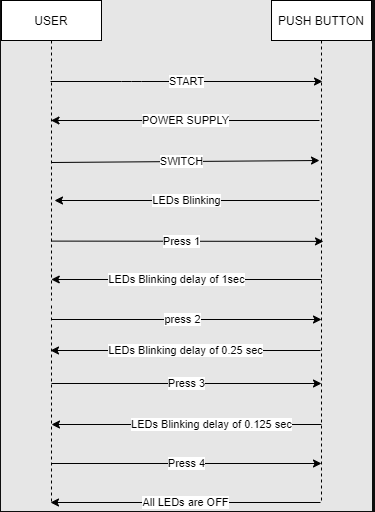 USER
PUSH BUTTON
START
POWER SUPPLY
SWITCH
LEDs Blinking
Press 1
LEDs Blinking delay of 1sec
press 2
LEDs Blinking delay of 0.25 sec
Press 3
LEDs Blinking delay of 0.125 sec
Press 4
All LEDs are OFF